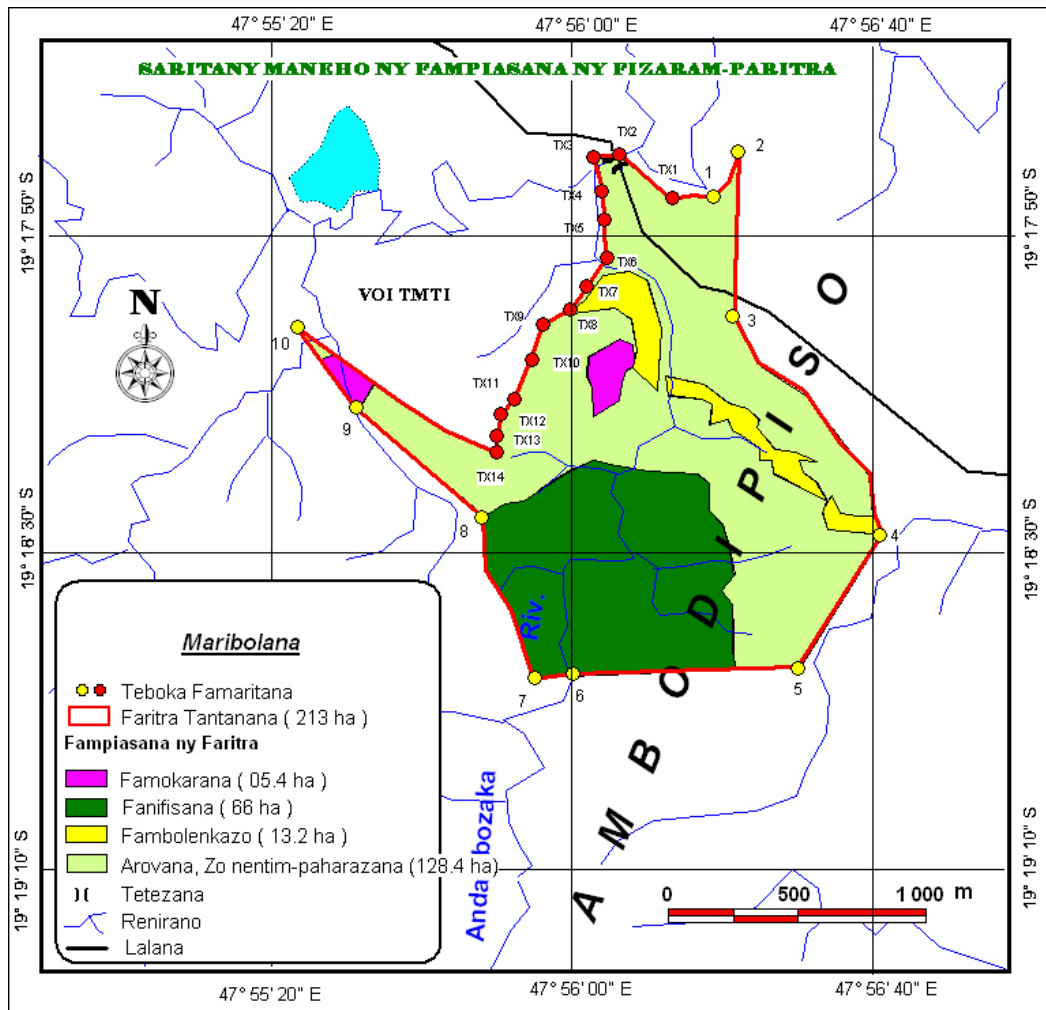 47° 55' 20" E
47° 56' 00" E
47° 56' 40" E
SARITANY MANEHO NY FAMPIASANA NY FIZARAM-PARITRA
TX3
TX2
TX1
1
2
TX4
TX5
TX6
TX7
TX8
TX9
TX10
TX11
TX12
TX13
TX14
3
4
5
6
7
8
9
10
19° 17' 50" S
19° 17' 50" S
19° 18' 30" S
19° 18' 30" S
19° 19' 10" S
19° 19' 10" S
N
VOI TMTI
AMBODIPISO
Riv.
Anda bozaka
Maribolana
Teboka Famaritana
Faritra Tantanana ( 213 ha )
Fampiasana ny Faritra
Famokarana ( 05.4 ha )
Fanifisana ( 66 ha )
Fambolenkazo ( 13.2 ha )
Arovana, Zo nentim-paharazana (128.4 ha)
Tetezana
Renirano
Lalana
0 500 1 000 m
47° 55' 20" E
47° 56' 00" E
47° 56' 40" E